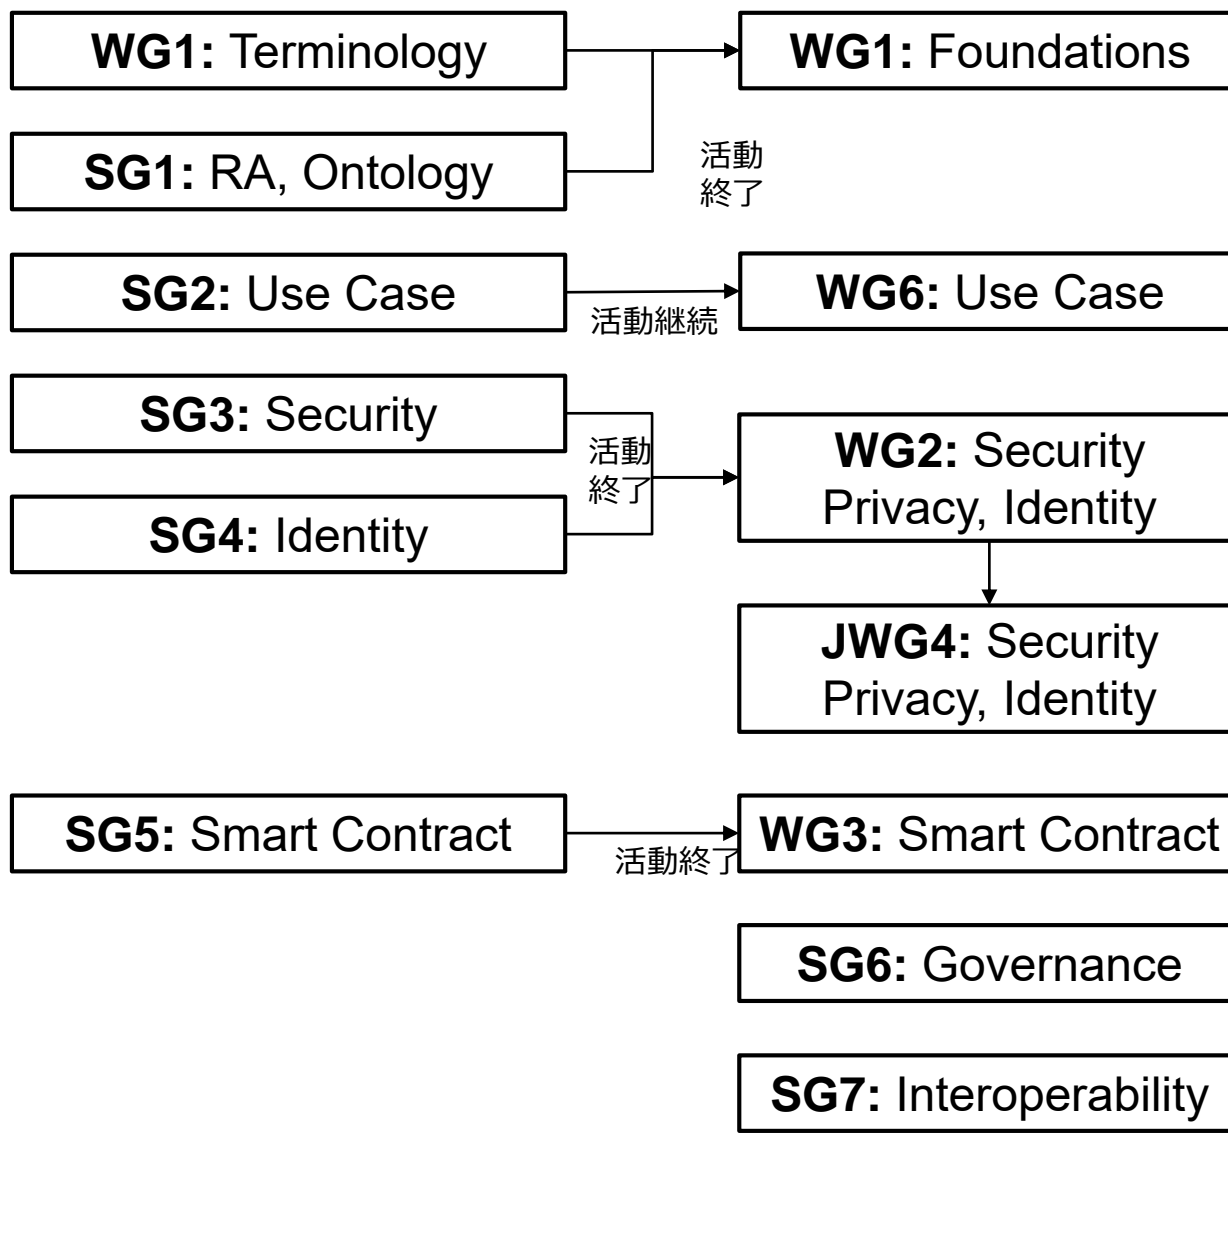 WG1: Terminology
WG1: Foundations
SG1: RA, Ontology
活動
終了
SG2: Use Case
活動継続
WG6: Use Case
SG3: Security
SG4: Identity
活動
終了
WG2: Security
Privacy, Identity
JWG4: Security
Privacy, Identity
SG5: Smart Contract
活動終了
WG3: Smart Contract
SG6: Governance
SG7: Interoperability